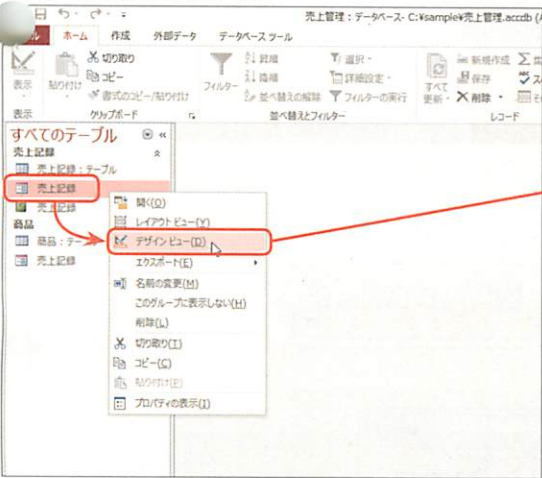 売上管理：データベース- C:¥sample¥売上管理.accdb (A
ル ホーム 作成 外部データ データベース ツール
切り取り
コピー
書式のコピー/貼り付け
表示
貼り付け
フィルター
昇順
降順
並べ替えの解除
選択
詳細設定
フィルターの実行
すべて
更新
新規作成
保存
削除
表示
クリップボード
並べ替えとフィルター
レコード
すべてのテーブル
売上記録
売上記録：テーブル
売上記録
売上記録
商品
商品：テー
売上記録
開く(O)
レイアウト ビュー(Y)
デザイン ビュー(D)
エクスポート(E)
名前の変更(M)
このグループに表示しない(H)
削除(L)
切り取り(T)
コピー(C)
貼り付け(P)
プロパティの表示(I)